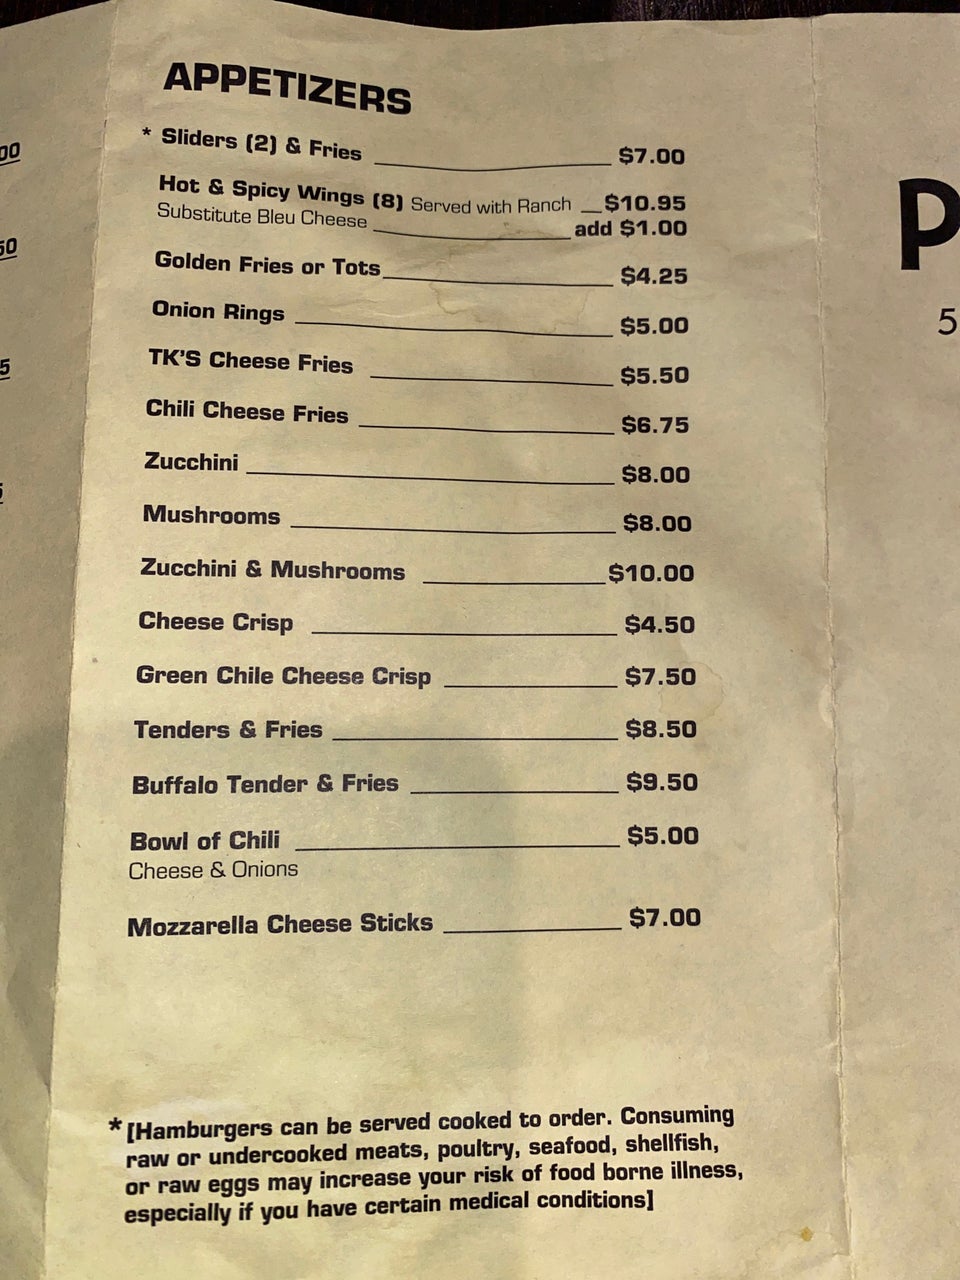 APPETIZERS
* Sliders (2) & Fries $7.00
Hot & Spicy Wings (8) Served with Ranch $10.95
Substitute Bleu Cheese add $1.00
Golden Fries or Tots $4.25
Onion Rings $5.00
TK'S Cheese Fries $5.50
Chili Cheese Fries $6.75
Zucchini $8.00
Mushrooms $8.00
Zucchini & Mushrooms $10.00
Cheese Crisp $4.50
Green Chile Cheese Crisp $7.50
Tenders & Fries $8.50
Buffalo Tender & Fries $9.50
Bowl of Chili $5.00
Cheese & Onions
Mozzarella Cheese Sticks $7.00
* [Hamburgers can be served cooked to order. Consuming
raw or undercooked meats, poultry, seafood, shellfish,
or raw eggs may increase your risk of food borne illness,
especially if you have certain medical conditions]